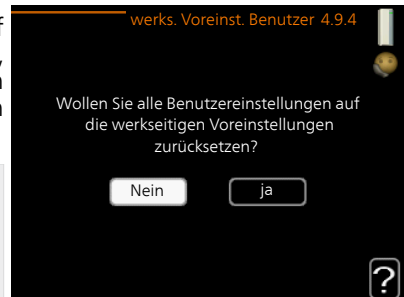 werks. Voreinst. Benutzer 4.9.4
Wollen Sie alle Benutzereinstellungen auf
die werkseitigen Voreinstellungen
zurücksetzen?
Nein ja
?